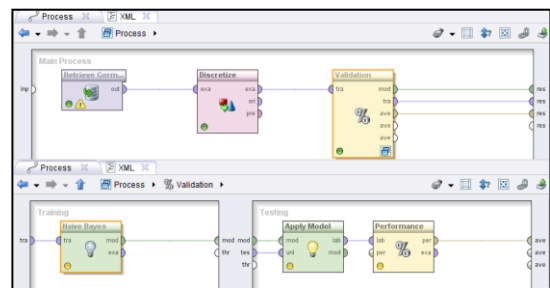 Process XML
Process
Main Process
Retrieve Germ...
Discretize
Validation
inp
out
exa
exa
ori
pre
tra
mod
tra
ave
ave
res
res
res
res
Process XML
Process Validation
Training
Testing
Naive Bayes
Apply Model
Performance
tra
tra
mod
exa
mod mod
thr tes
thr
mod
unl
lab
mod
lab
per
per
exa
ave
ave
ave